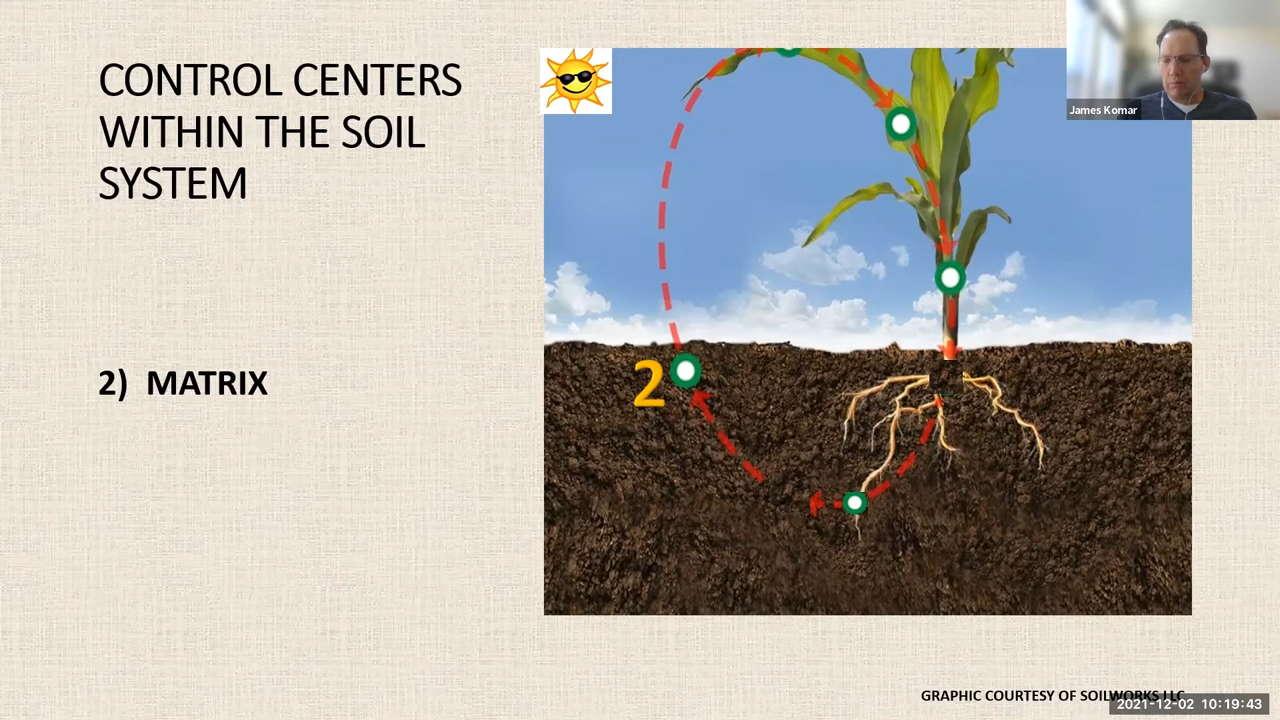 CONTROL CENTERS
WITHIN THE SOIL
SYSTEM
James Komar
2) MATRIX
2
GRAPHIC COURTESY OF SOILWORKS LLC
2021-12-02 10:19:43